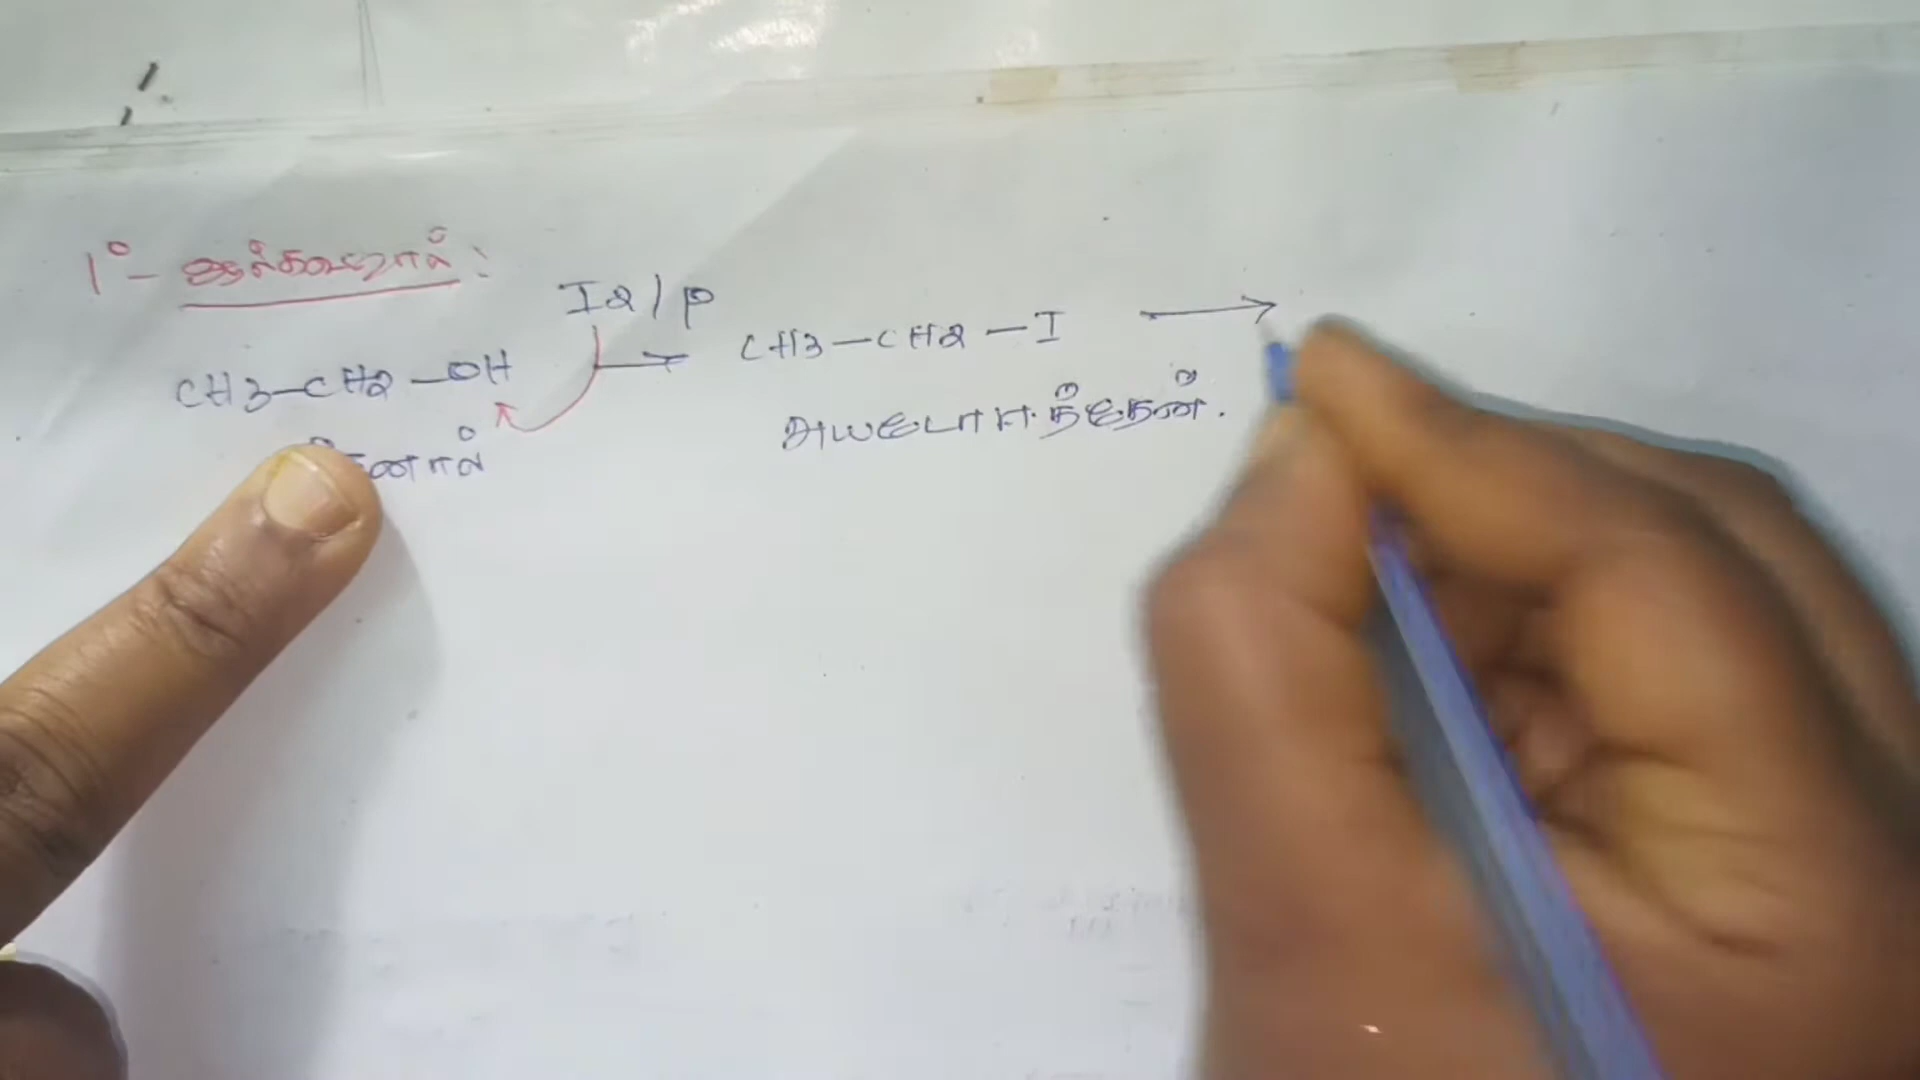 1° - ஆல்கஹால் :
I2 / P
CH3 — CH2 — OH → CH3 — CH2 — I →
னால் அயடோ ஈத்தேன்.